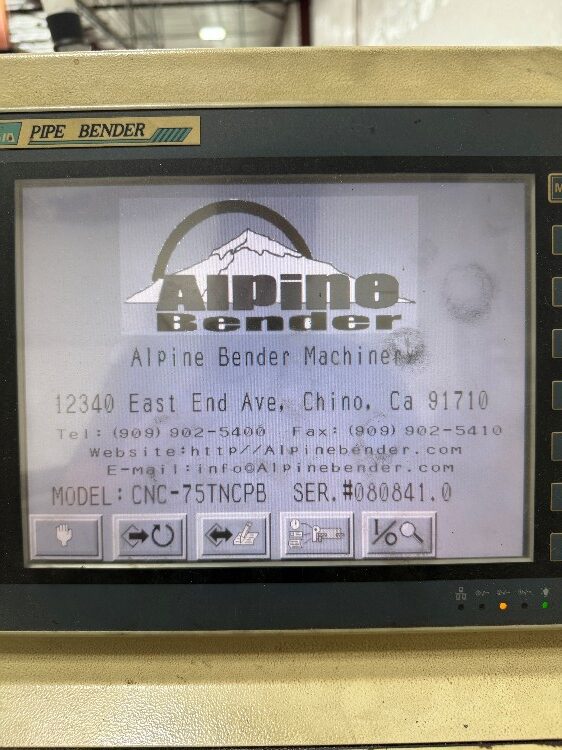 PIPE BENDER
Alpine
Bender
Alpine Bender Machinery
12340 East End Ave, Chino, Ca 91710
Tel: (909) 902-5400 Fax: (909) 902-5410
Website:http//Alpinebender.com
E-Mail:info@Alpinebender.com
MODEL: CNC-75TNCPB SER.#080841.0
I/O